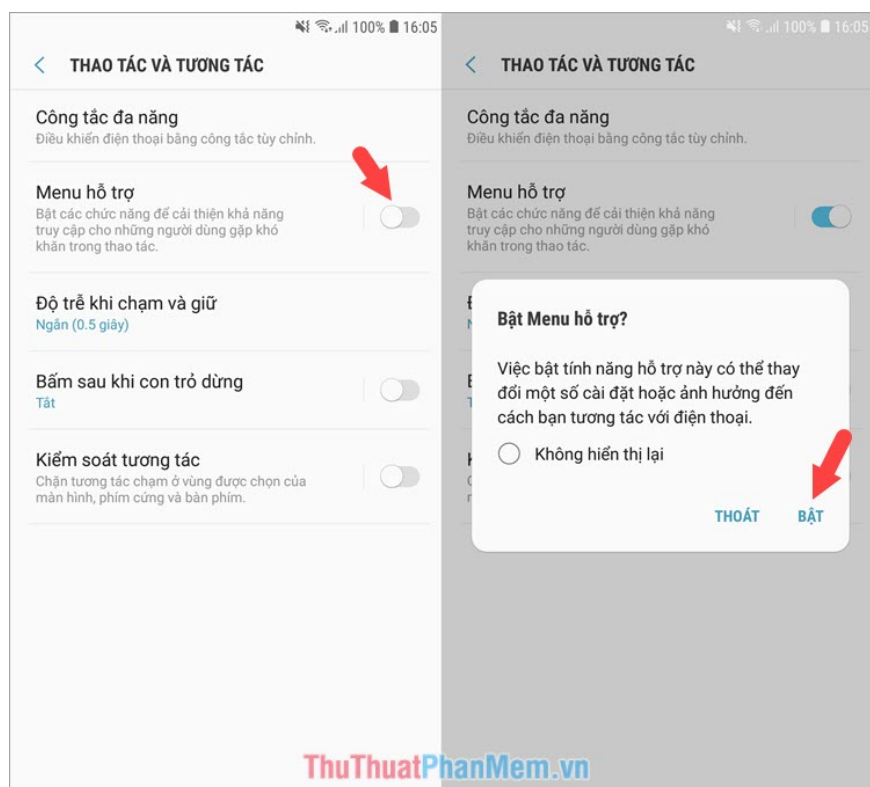 100% 16:05
THAO TÁC VÀ TƯƠNG TÁC
Công tắc đa năng
Điều khiển điện thoại bằng công tắc tùy chỉnh.
Menu hỗ trợ
Bật các chức năng để cải thiện khả năng
truy cập cho những người dùng gặp khó
khăn trong thao tác.
Độ trễ khi chạm và giữ
Ngắn (0.5 giây)
Bấm sau khi con trỏ dừng
Tắt
Kiểm soát tương tác
Chặn tương tác chạm ở vùng được chọn của
màn hình, phím cứng và bàn phím.
100% 16:05
THAO TÁC VÀ TƯƠNG TÁC
Công tắc đa năng
Điều khiển điện thoại bằng công tắc tùy chỉnh.
Menu hỗ trợ
Bật các chức năng để cải thiện khả năng
truy cập cho những người dùng gặp khó
khăn trong thao tác.
Bật Menu hỗ trợ?
Việc bật tính năng hỗ trợ này có thể thay
đổi một số cài đặt hoặc ảnh hưởng đến
cách bạn tương tác với điện thoại.
Không hiển thị lại
THOÁT BẬT
ThuThuatPhanMem.vn